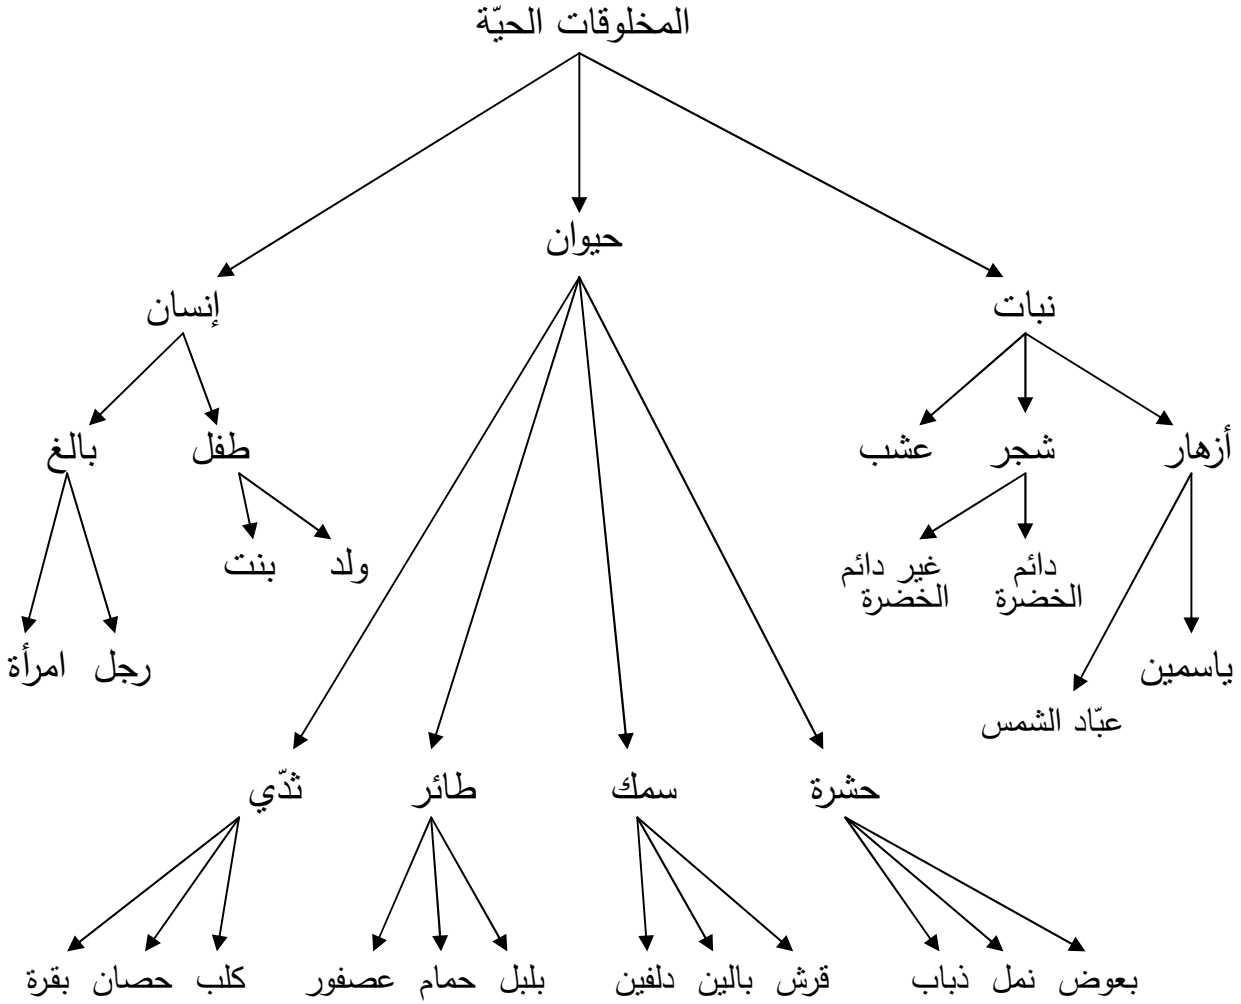 المخلوقات الحيّة
حيوان
نبات
إنسان
أزهار
شجر
عشب
طفل
بالغ
دائم
الخضرة
غير دائم
الخضرة
ولد
بنت
ياسمين
عبّاد الشمس
رجل
امرأة
حشرة
سمك
طائر
ثدّي
بعوض
نمل
ذباب
قرش
بالين
دلفين
بلبل
حمام
عصفور
كلب
حصان
بقرة